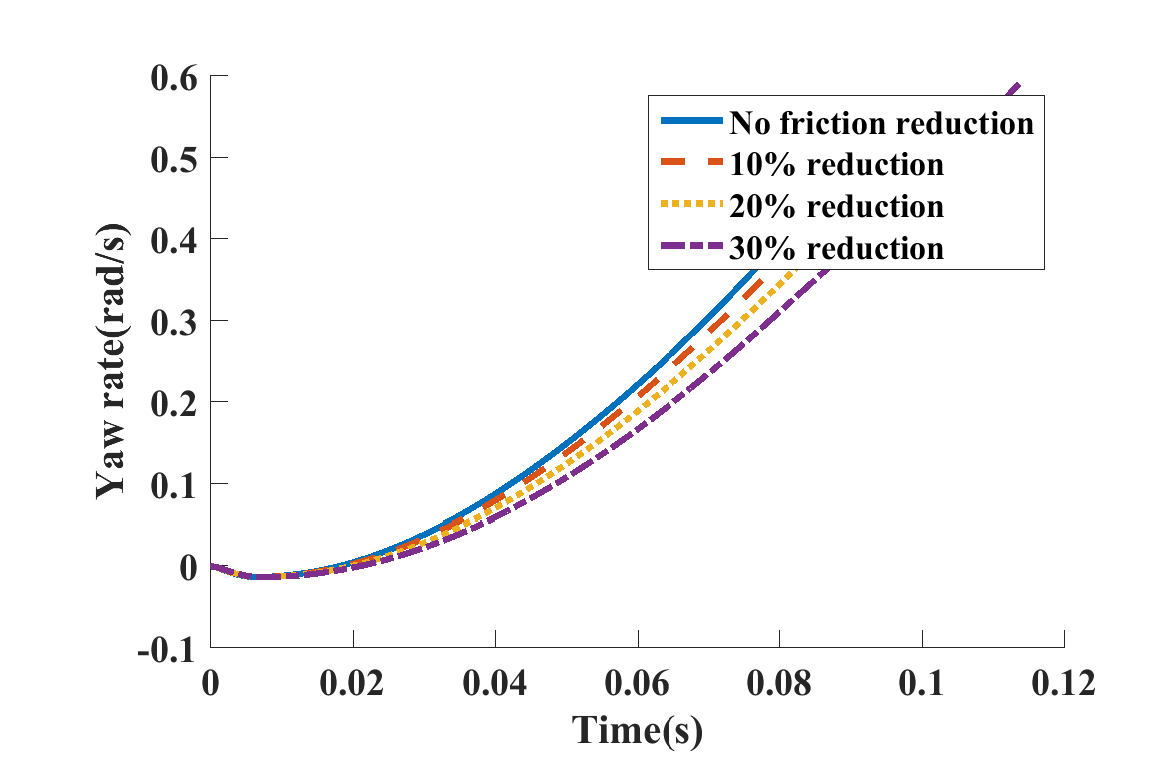 0.6
0.5
0.4
0.3
0.2
0.1
0
-0.1
Yaw rate(rad/s)
No friction reduction
10% reduction
20% reduction
30% reduction
0 0.02 0.04 0.06 0.08 0.1 0.12
Time(s)